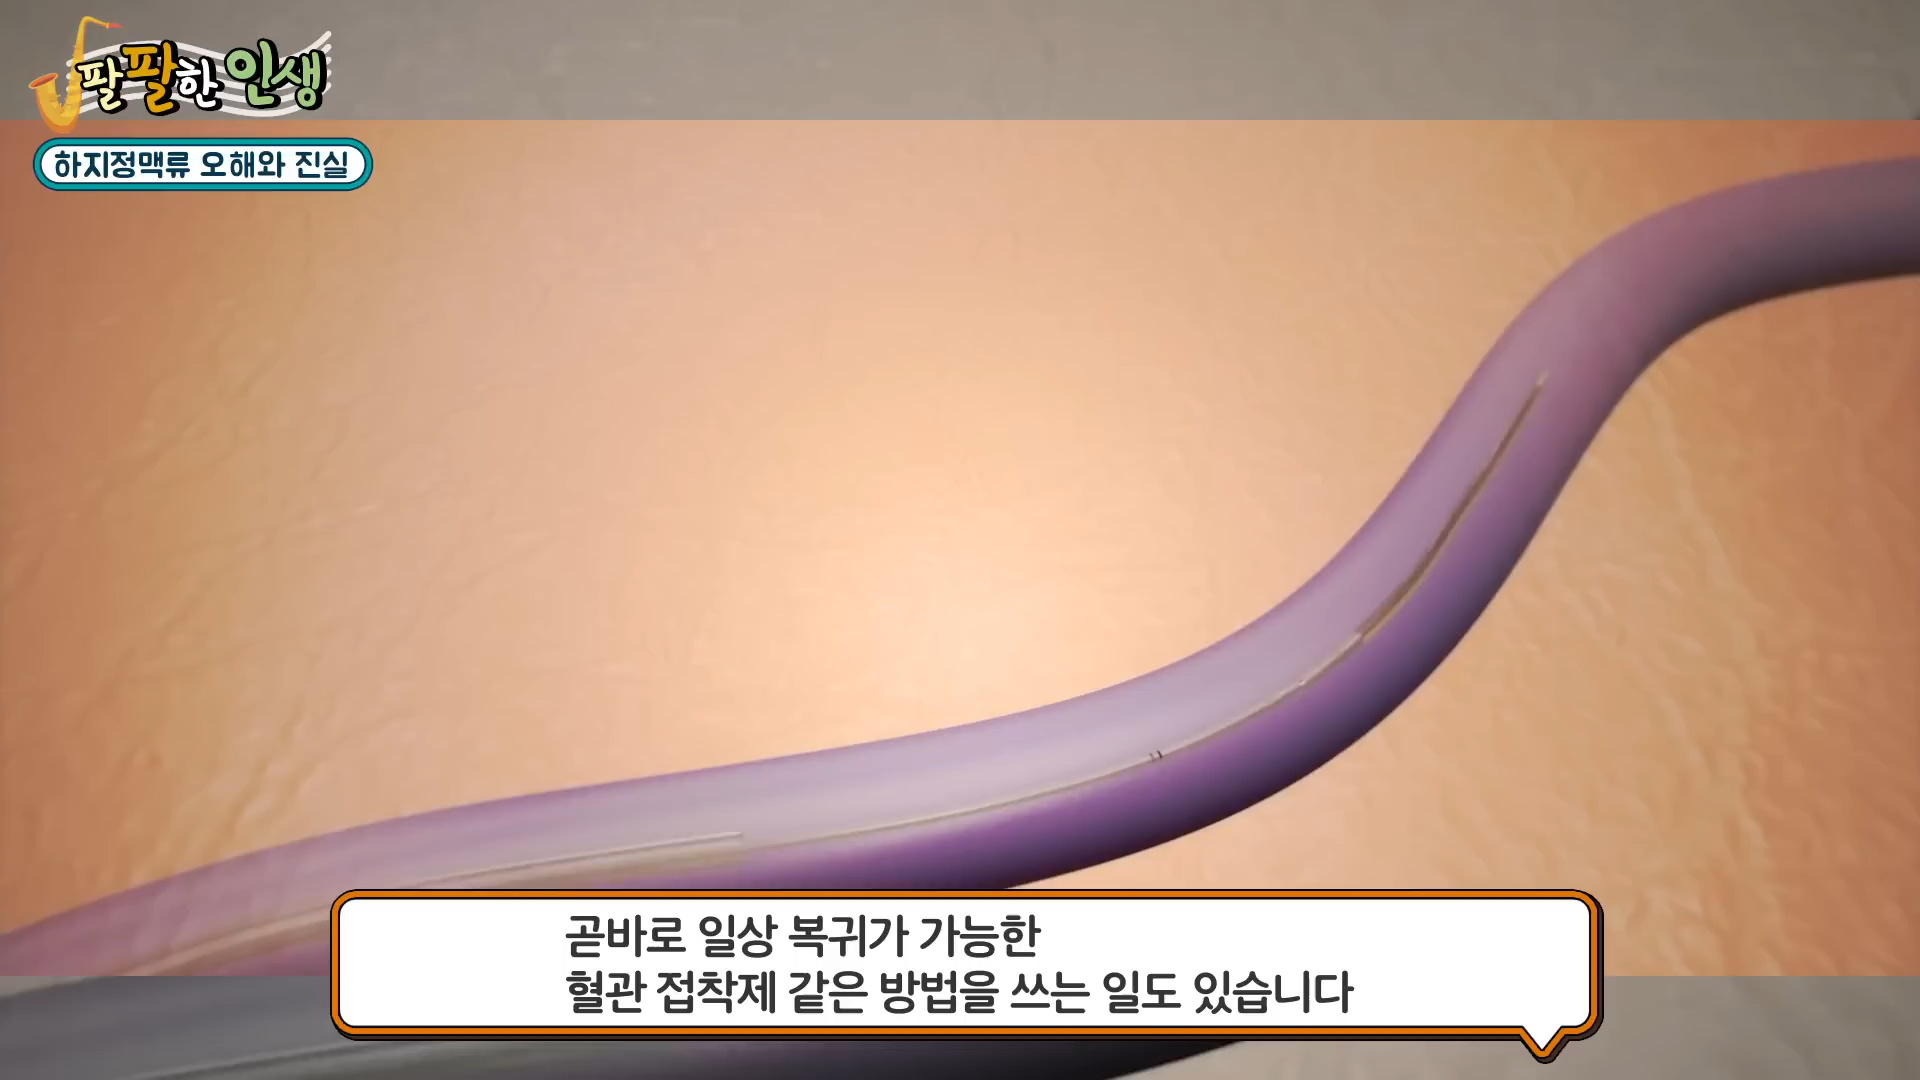 팔팔한 인생
하지정맥류 오해와 진실
곧바로 일상 복귀가 가능한
혈관 접착제 같은 방법을 쓰는 일도 있습니다